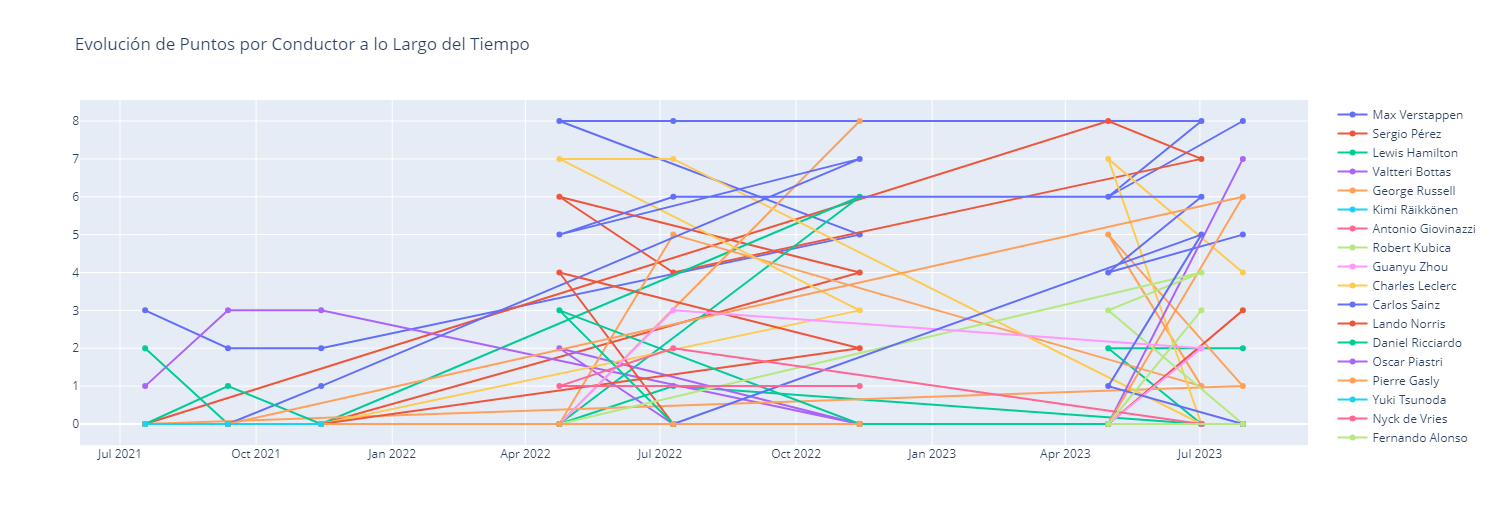 Evolución de Puntos por Conductor a lo Largo del Tiempo
8
7
6
5
4
3
2
1
0
Jul 2021
Oct 2021
Jan 2022
Apr 2022
Jul 2022
Oct 2022
Jan 2023
Apr 2023
Jul 2023
Max Verstappen
Sergio Pérez
Lewis Hamilton
Valtteri Bottas
George Russell
Kimi Räikkönen
Antonio Giovinazzi
Robert Kubica
Guanyu Zhou
Charles Leclerc
Carlos Sainz
Lando Norris
Daniel Ricciardo
Oscar Piastri
Pierre Gasly
Yuki Tsunoda
Nyck de Vries
Fernando Alonso